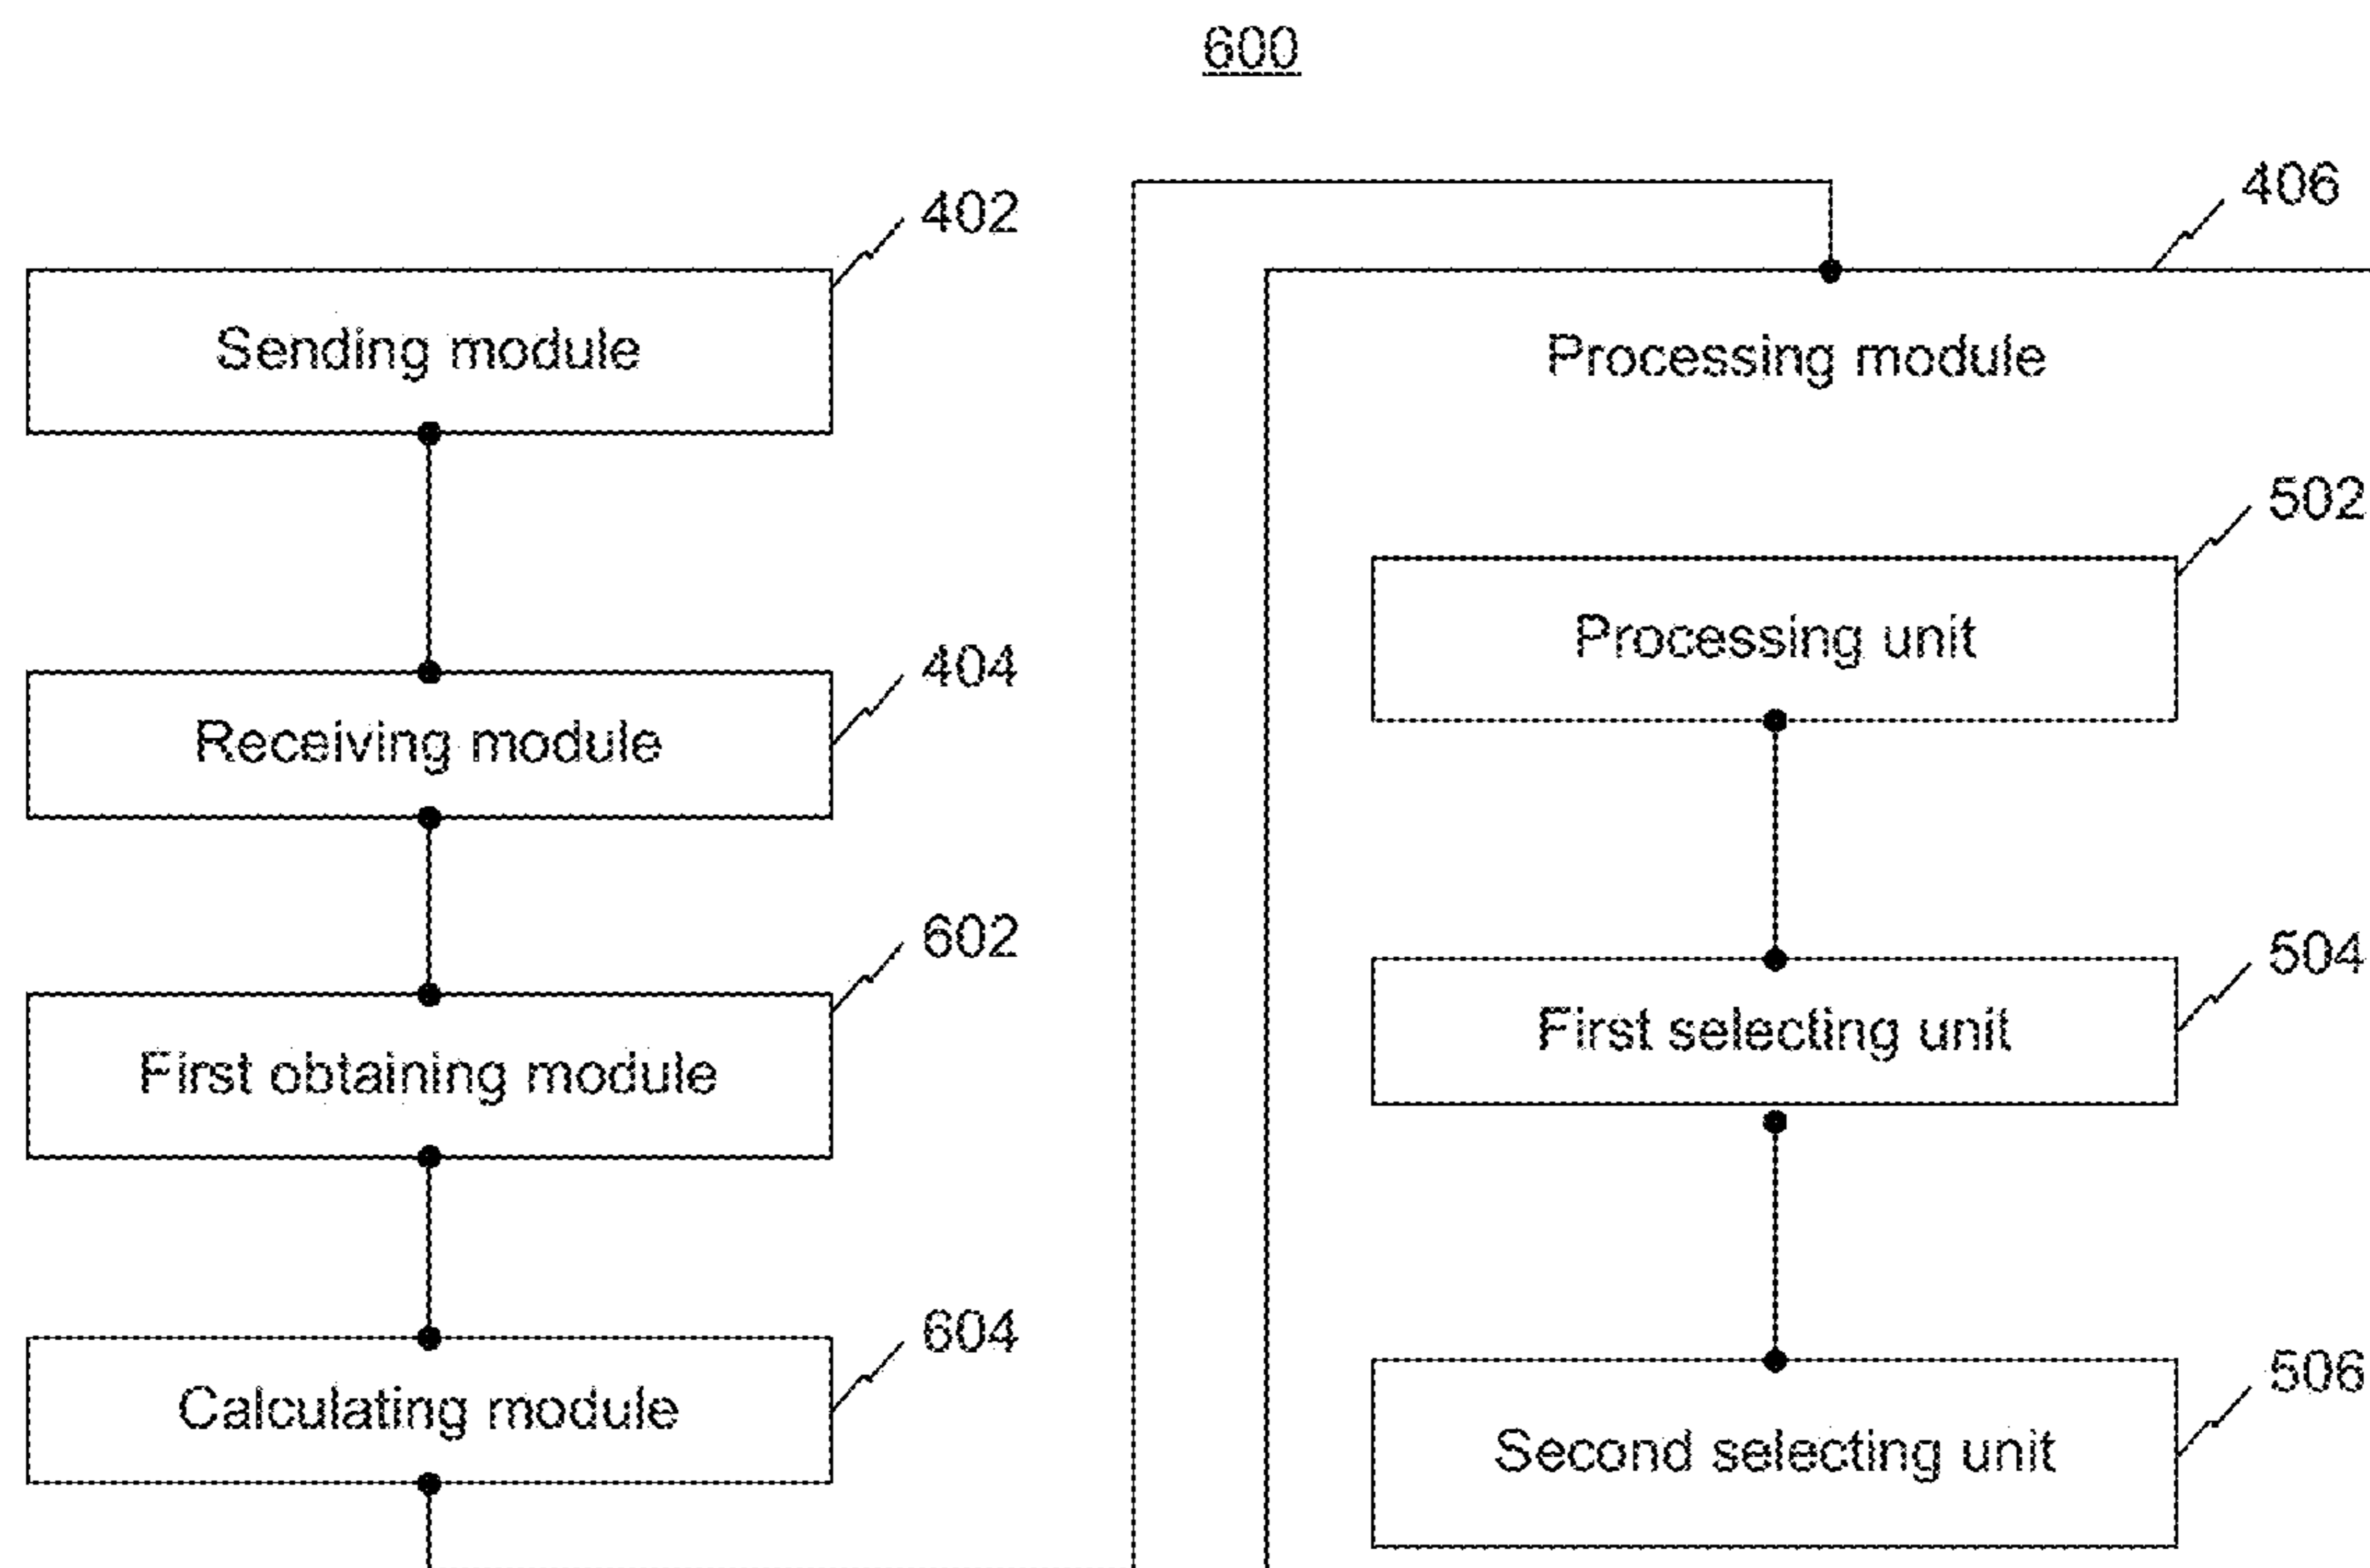 600
402
Sending module
404
Receiving module
602
First obtaining module
604
Calculating module
406
Processing module
502
Processing unit
504
First selecting unit
506
Second selecting unit